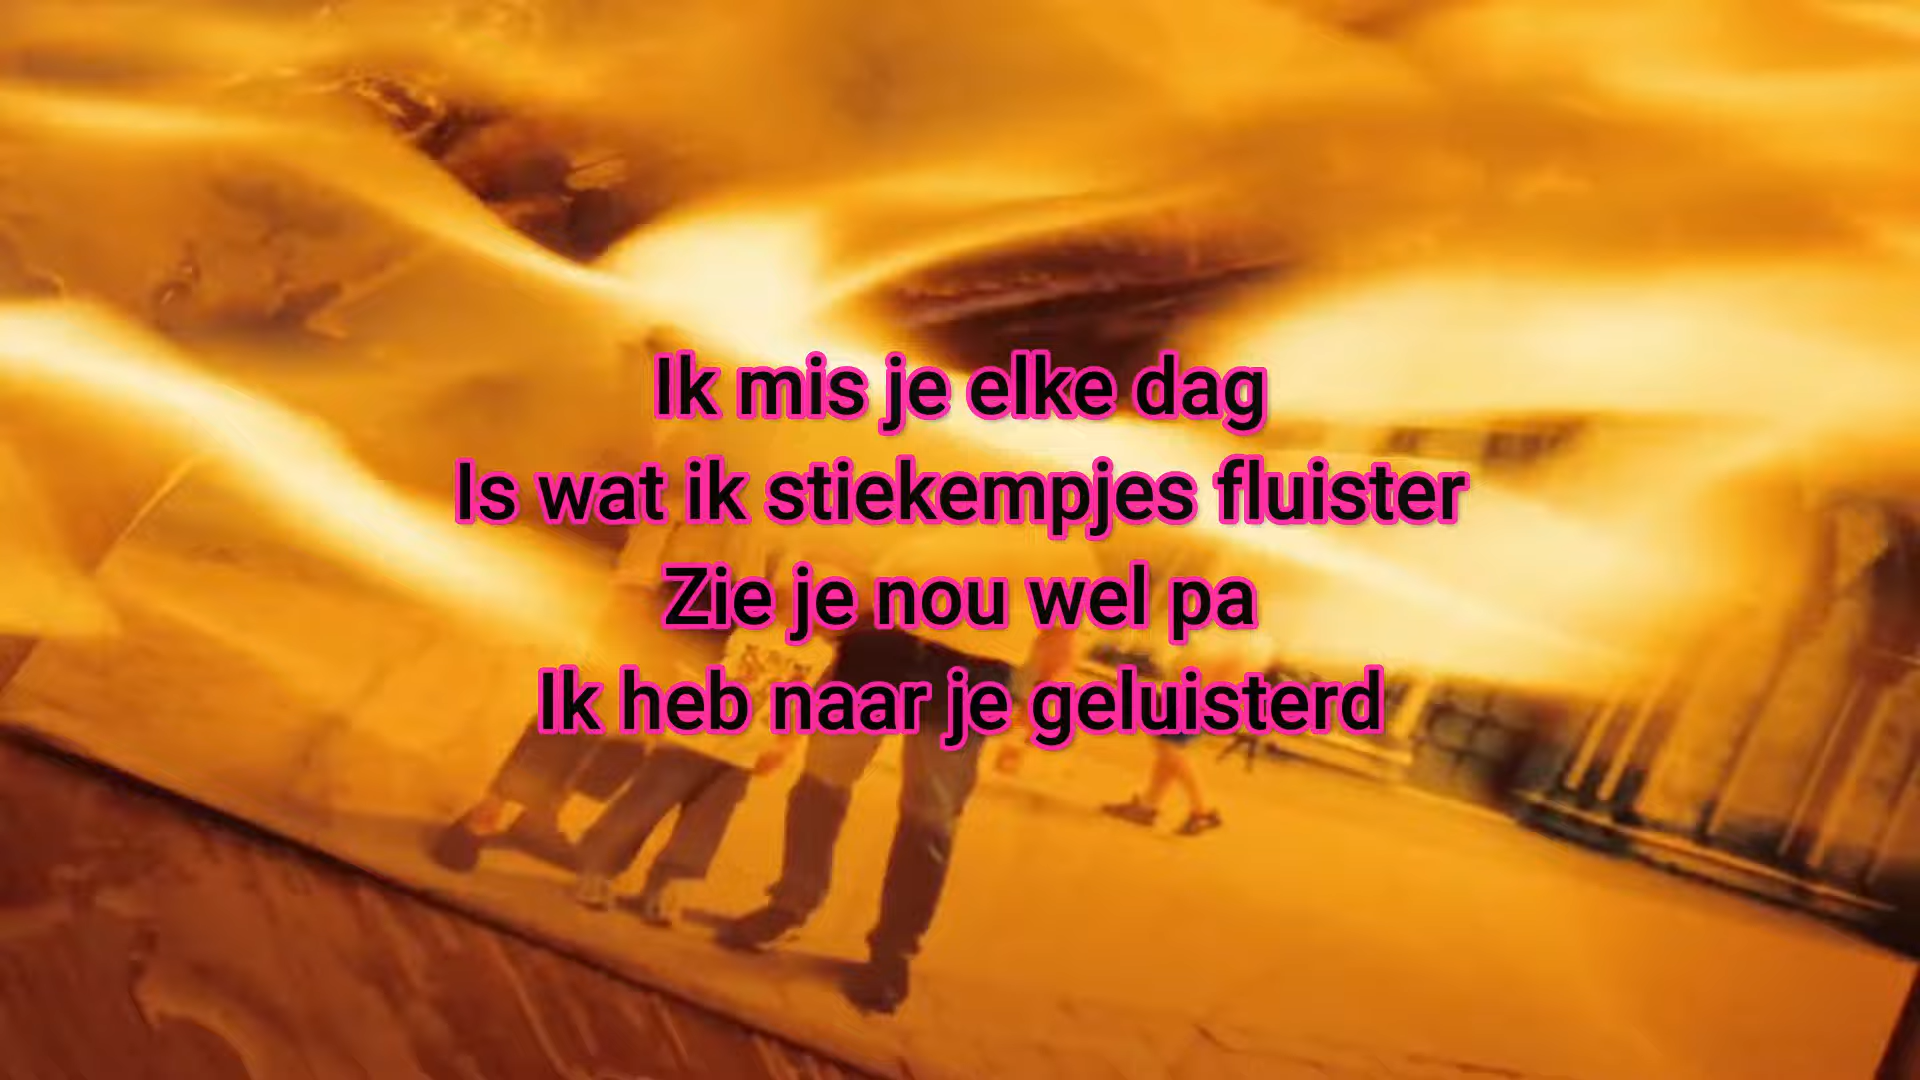 Ik mis je elke dag
Is wat ik stiekempjes fluister
Zie je nou wel pa
Ik heb naar je geluisterd